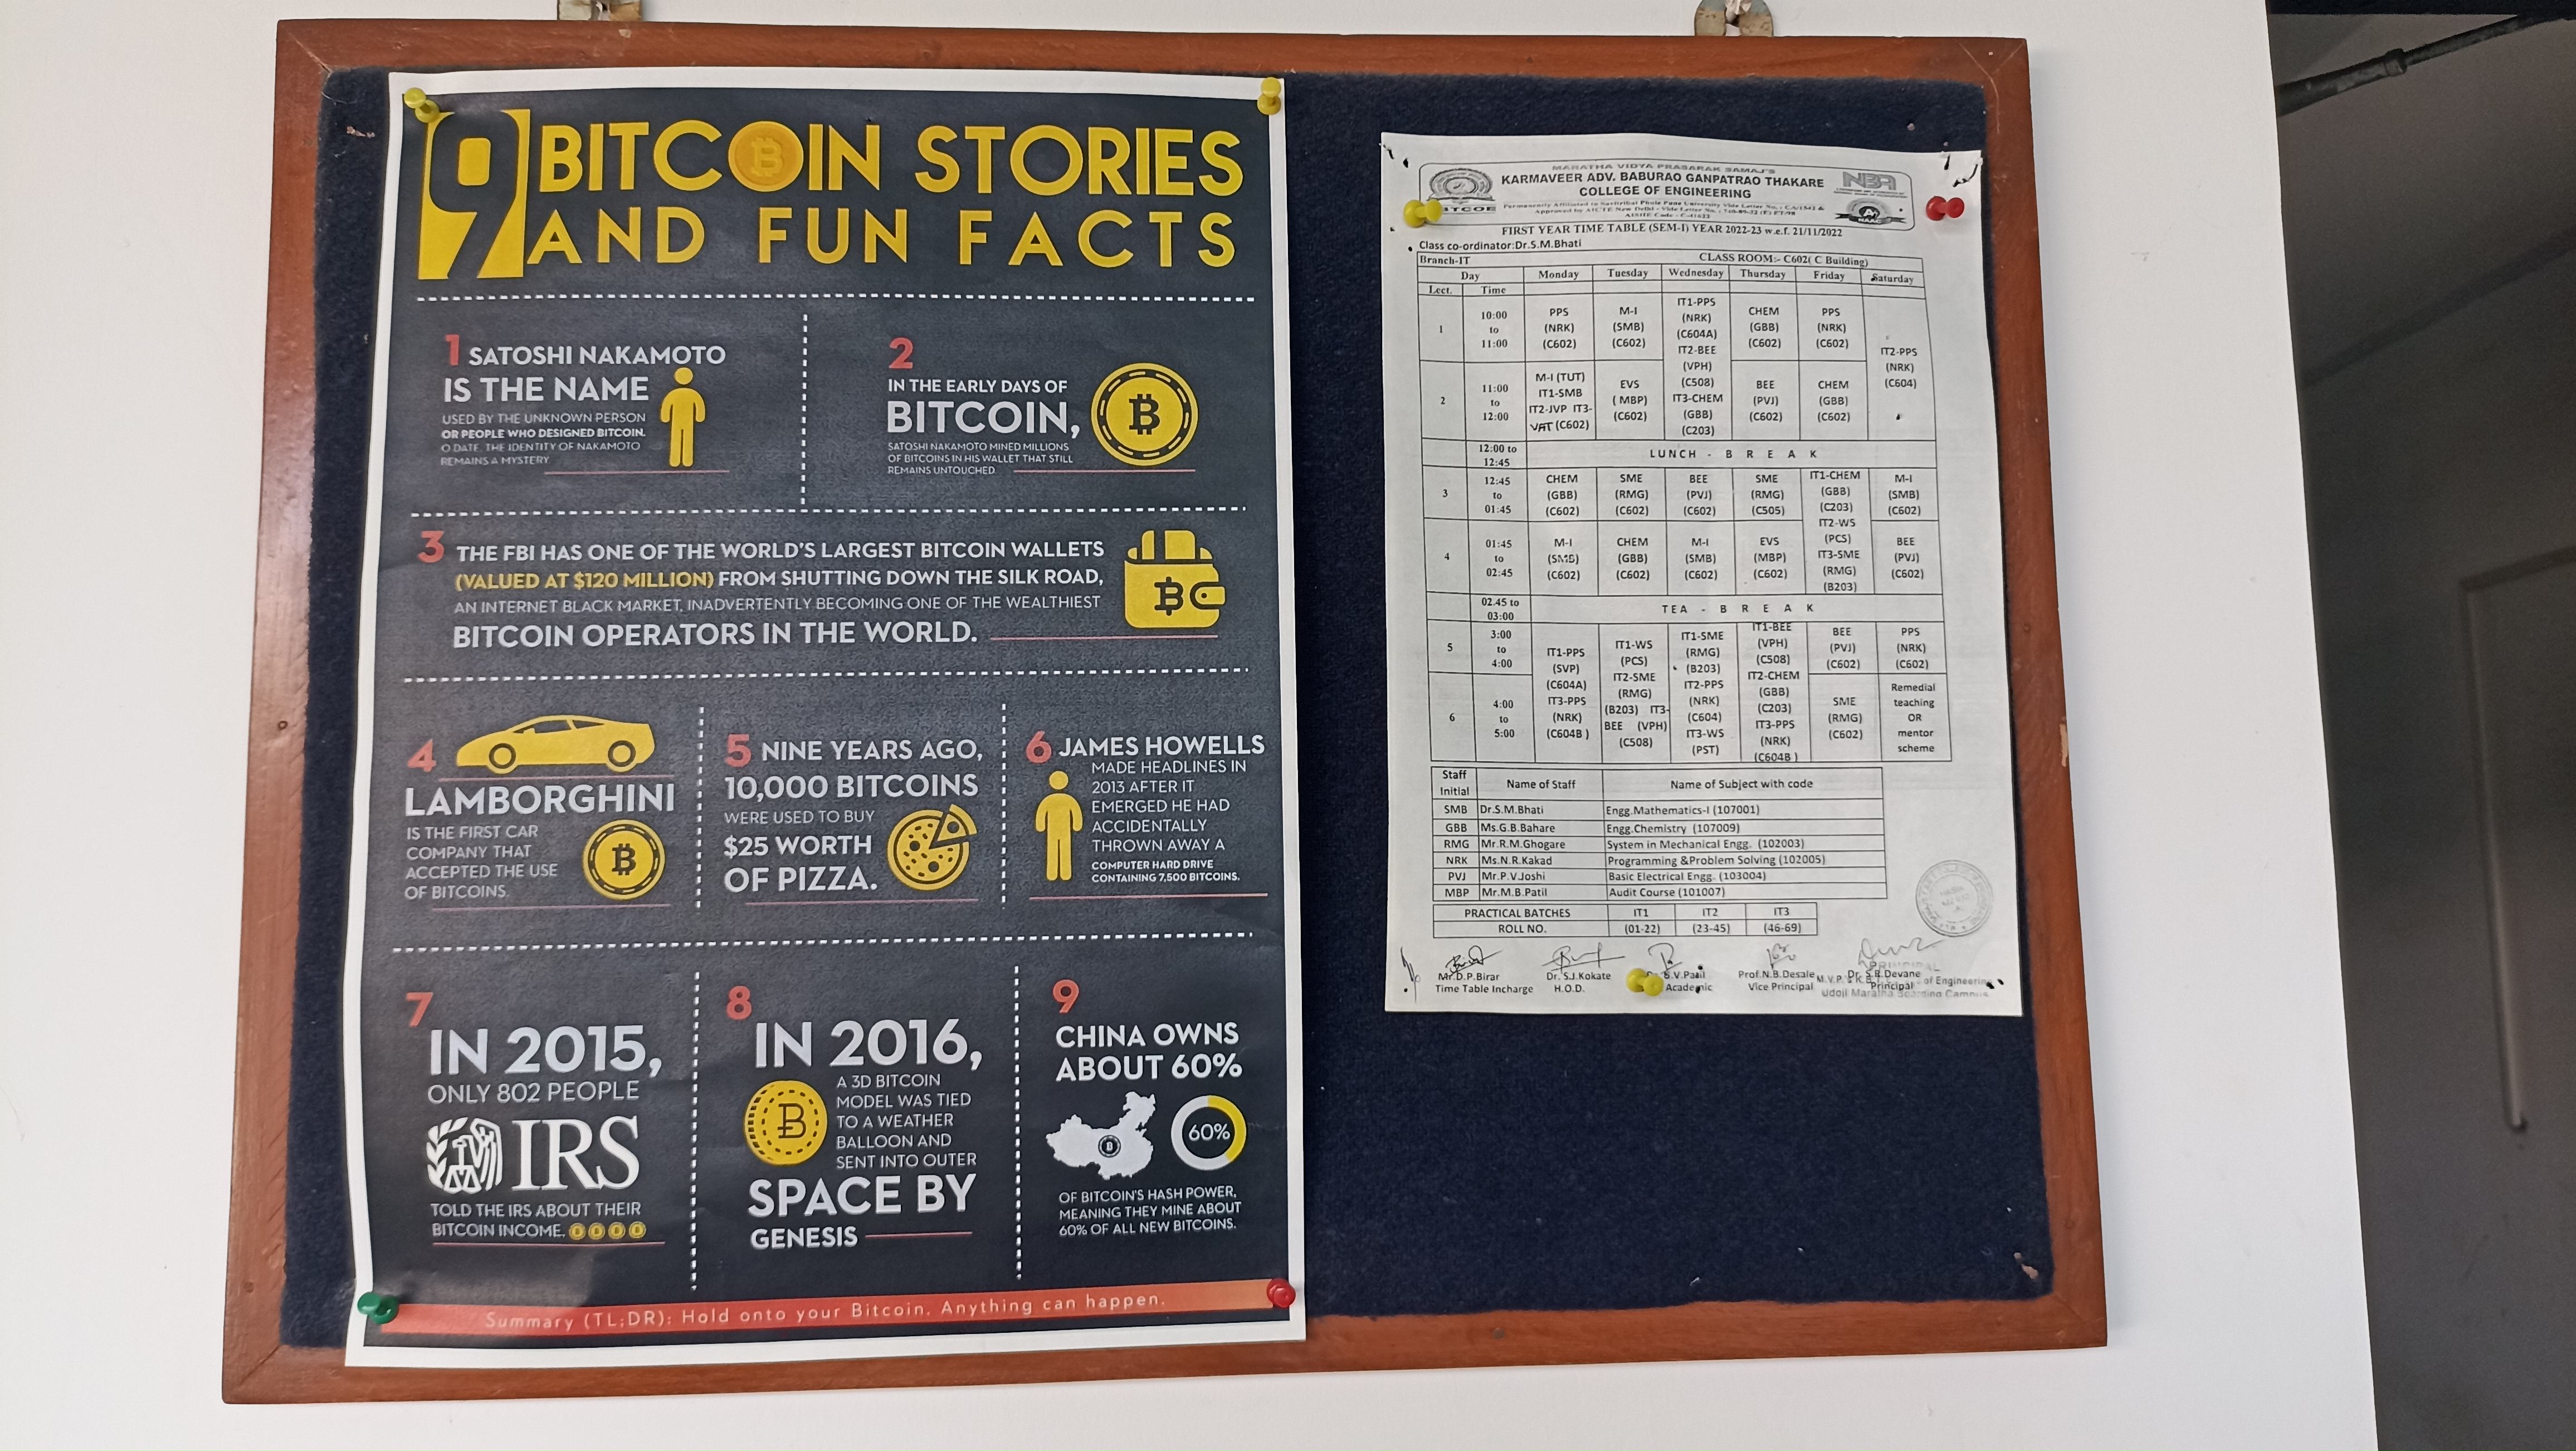 9 BITCOIN STORIES
AND FUN FACTS
1 SATOSHI NAKAMOTO
IS THE NAME
USED BY THE UNKNOWN PERSON
OR PEOPLE WHO DESIGNED BITCOIN.
O DATE, THE IDENTITY OF NAKAMOTO
REMAINS A MYSTERY.
2
IN THE EARLY DAYS OF
BITCOIN,
SATOSHI NAKAMOTO MINED MILLIONS
OF BITCOINS IN HIS WALLET THAT STILL
REMAINS UNTOUCHED
3 THE FBI HAS ONE OF THE WORLD'S LARGEST BITCOIN WALLETS
(VALUED AT $120 MILLION) FROM SHUTTING DOWN THE SILK ROAD,
AN INTERNET BLACK MARKET, INADVERTENTLY BECOMING ONE OF THE WEALTHIEST
BITCOIN OPERATORS IN THE WORLD.
4
LAMBORGHINI
IS THE FIRST CAR
COMPANY THAT
ACCEPTED THE USE
OF BITCOINS.
5 NINE YEARS AGO,
10,000 BITCOINS
WERE USED TO BUY
$25 WORTH
OF PIZZA.
6 JAMES HOWELLS
MADE HEADLINES IN
2013 AFTER IT
EMERGED HE HAD
ACCIDENTALLY
THROWN AWAY A
COMPUTER HARD DRIVE
CONTAINING 7,500 BITCOINS.
7
IN 2015,
ONLY 802 PEOPLE
IRS
TOLD THE IRS ABOUT THEIR
BITCOIN INCOME.
8
IN 2016,
A 3D BITCOIN
MODEL WAS TIED
TO A WEATHER
BALLOON AND
SENT INTO OUTER
SPACE BY
GENESIS
9
CHINA OWNS
ABOUT 60%
60%
OF BITCOIN'S HASH POWER,
MEANING THEY MINE ABOUT
60% OF ALL NEW BITCOINS.
Summary (TL;DR): Hold onto your Bitcoin. Anything can happen.
MARATHA VIDYA PRASARAK SAMAJ'S
KARMAVEER ADV. BABURAO GANPATRAO THAKARE
COLLEGE OF ENGINEERING
NBA
Permanently Affiliated to Savitribai Phule Pune University Vide Letter No. : CA/1542 &
Approved by AICTE New Delhi - Vide Letter No. :
AISHE Code - C-41622
FIRST YEAR TIME TABLE (SEM-I) YEAR 2022-23 w.e.f. 21/11/2022
Class co-ordinator:Dr.S.M.Bhati
Branch-IT CLASS ROOM:- C602( C Building)
Day Monday Tuesday Wednesday Thursday Friday Saturday
Lect. Time
1 10:00 to 11:00 PPS (NRK) (C602) M-I (SMB) (C602) IT1-PPS (NRK) (C604A) IT2-BEE (VPH) (C508) IT3-CHEM (GBB) (C203) CHEM (GBB) (C602) PPS (NRK) (C602) IT2-PPS (NRK) (C604)
2 11:00 to 12:00 M-I (TUT) IT1-SMB IT2-JVP IT3-VAT (C602) EVS ( MBP) (C602) BEE (PVJ) (C602) CHEM (GBB) (C602)
12:00 to 12:45 LUNCH - B R E A K
3 12:45 to 01:45 CHEM (GBB) (C602) SME (RMG) (C602) BEE (PVJ) (C602) SME (RMG) (C505) IT1-CHEM (GBB) (C203) IT2-WS (PCS) IT3-SME (RMG) (B203) M-I (SMB) (C602)
4 01:45 to 02:45 M-I (SMB) (C602) CHEM (GBB) (C602) M-I (SMB) (C602) EVS (MBP) (C602) BEE (PVJ) (C602)
02.45 to 03:00 TEA - B R E A K
5 3:00 to 4:00 IT1-PPS (SVP) (C604A) IT3-PPS (NRK) (C604B ) IT1-WS (PCS) IT2-SME (RMG) (B203) IT3-BEE (VPH) (C508) IT1-SME (RMG) (B203) IT2-PPS (NRK) (C604) IT3-WS (PST) IT1-BEE (VPH) (C508) IT2-CHEM (GBB) (C203) IT3-PPS (NRK) (C604B ) BEE (PVJ) (C602) PPS (NRK) (C602)
6 4:00 to 5:00 SME (RMG) (C602) Remedial teaching OR mentor scheme
Staff Initial Name of Staff Name of Subject with code
SMB Dr.S.M.Bhati Engg.Mathematics-I (107001)
GBB Ms.G.B.Bahare Engg.Chemistry (107009)
RMG Mr.R.M.Ghogare System in Mechanical Engg. (102003)
NRK Ms.N.R.Kakad Programming &Problem Solving (102005)
PVJ Mr.P.V.Joshi Basic Electrical Engg. (103004)
MBP Mr.M.B.Patil Audit Course (101007)
PRACTICAL BATCHES IT1 IT2 IT3
ROLL NO. (01-22) (23-45) (46-69)
Mr.D.P.Birar Dr. S.J.Kokate S.V.Patil Prof.N.B.Desale Dr. S.R.Devane
Time Table Incharge H.O.D. Academic Vice Principal Principal
PRINCIPAL
of Engineering
Udoji Maratha Boarding Campus